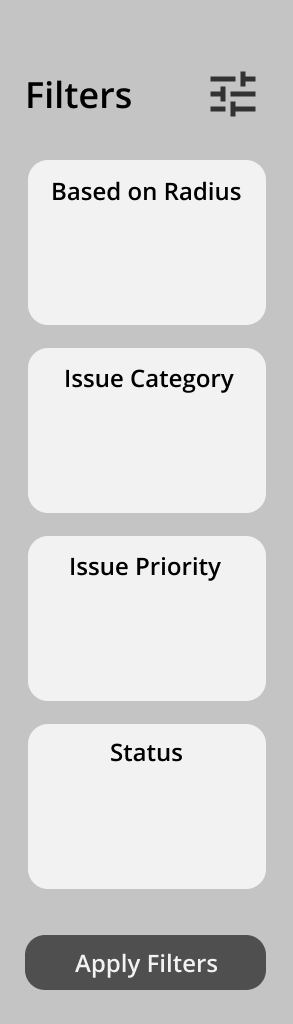 Filters
Based on Radius
Issue Category
Issue Priority
Status
Apply Filters